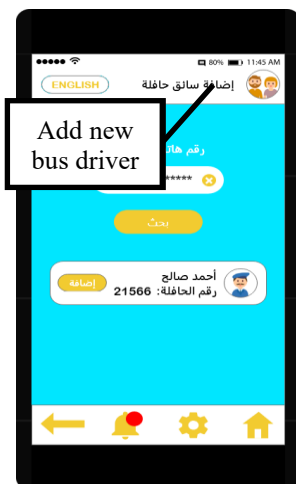 80% 11:45 AM
ENGLISH
إضافة سائق حافلة
Add new
bus driver
رقم
*****
بحث
أحمد صالح
رقم الحافلة: 21566
إضافة